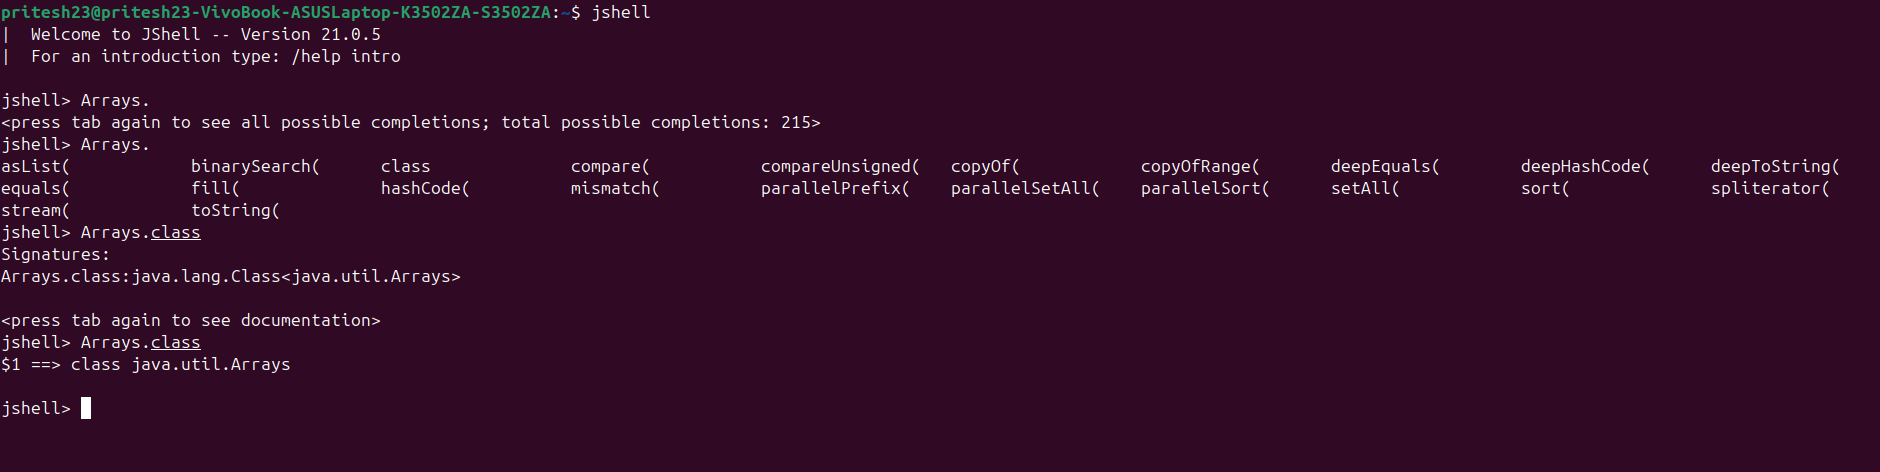 pritesh23@pritesh23-VivoBook-ASUSLaptop-K3502ZA-S3502ZA:~$ jshell
|  Welcome to JShell -- Version 21.0.5
|  For an introduction type: /help intro
jshell> Arrays.
<press tab again to see all possible completions; total possible completions: 215>
jshell> Arrays.
asList(            binarySearch(      class              compare(           compareUnsigned(   copyOf(            copyOfRange(       deepEquals(        deepHashCode(      deepToString(
equals(            fill(              hashCode(          mismatch(          parallelPrefix(    parallelSetAll(    parallelSort(      setAll(            sort(              spliterator(
stream(            toString(
jshell> Arrays.class
Signatures:
Arrays.class:java.lang.Class<java.util.Arrays>
<press tab again to see documentation>
jshell> Arrays.class
$1 ==> class java.util.Arrays
jshell>